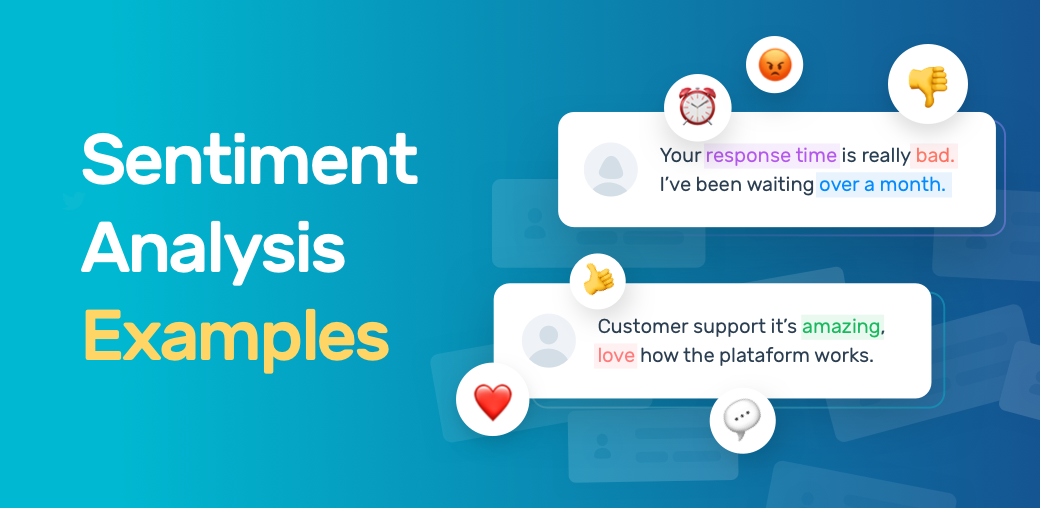 Sentiment
Analysis
Examples
Your response time is really bad.
I've been waiting over a month.
Customer support it's amazing,
love how the plataform works.